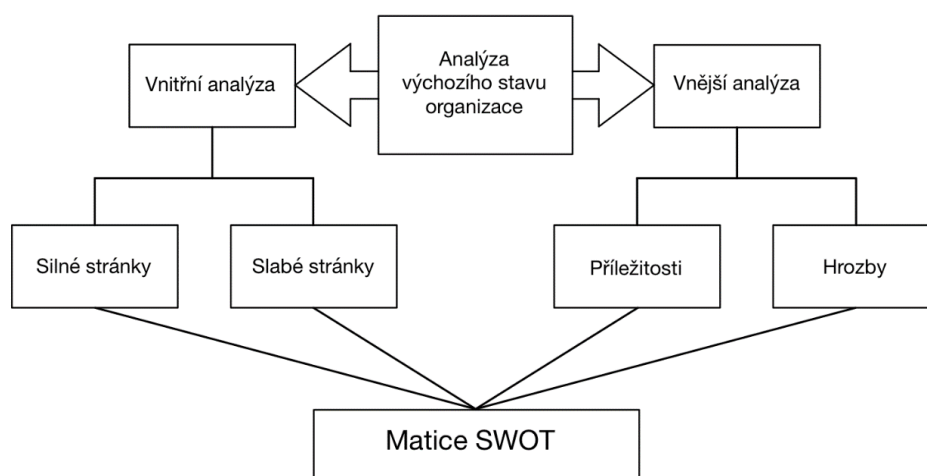 Analýza
výchozího stavu
organizace
Vnitřní analýza
Vnější analýza
Silné stránky
Slabé stránky
Příležitosti
Hrozby
Matice SWOT